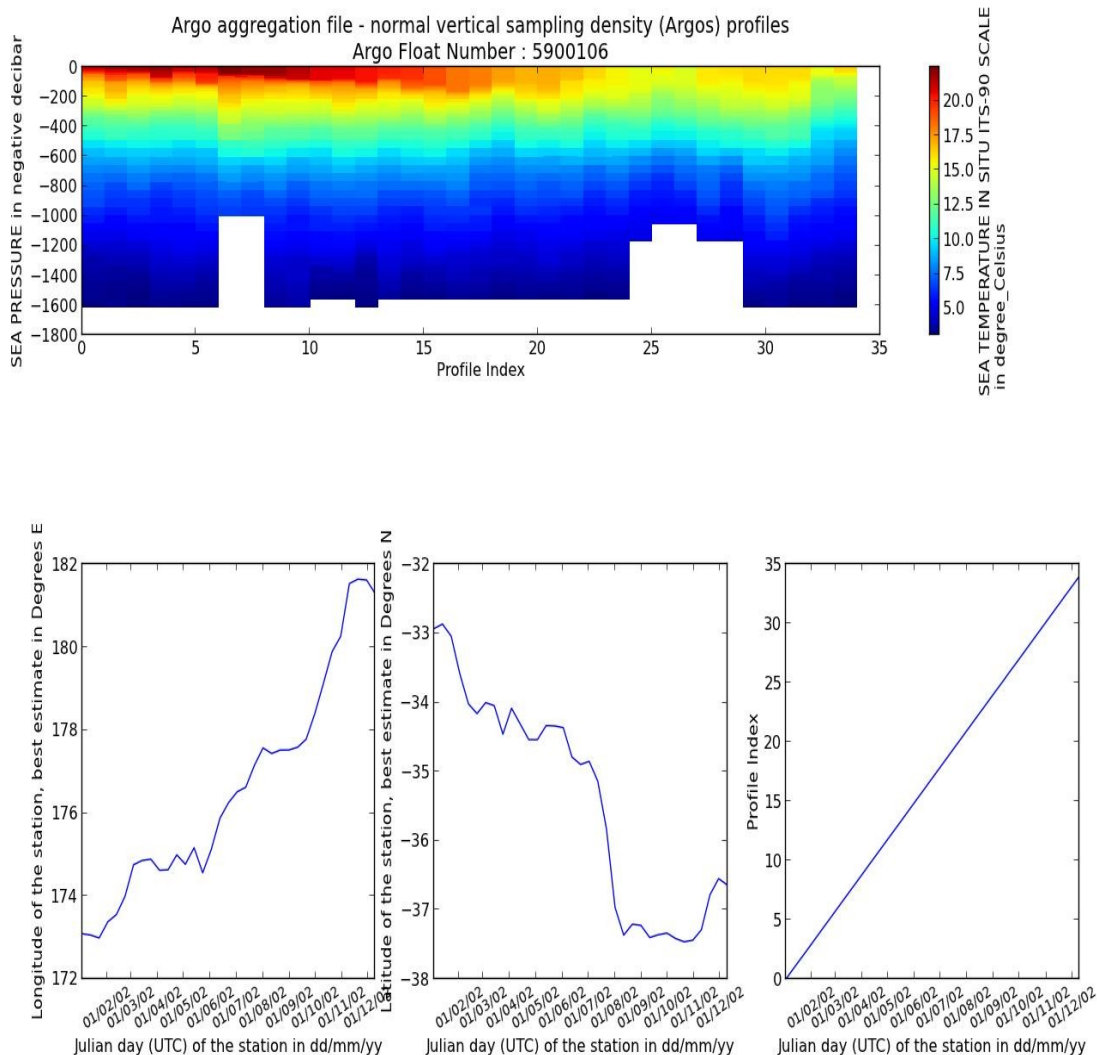 Argo aggregation file - normal vertical sampling density (Argos) profiles
Argo Float Number : 5900106
SEA PRESSURE in negative decibar
0
−200
−400
−600
−800
−1000
−1200
−1400
−1600
−1800
0 5 10 15 20 25 30 35
Profile Index
20.0
17.5
15.0
12.5
10.0
7.5
5.0
SEA TEMPERATURE IN SITU ITS-90 SCALE
in degree_Celsius
Longitude of the station, best estimate in Degrees E
182
180
178
176
174
172
01/02/02 01/03/02 01/04/02 01/05/02 01/06/02 01/07/02 01/08/02 01/09/02 01/10/02 01/11/02 01/12/02
Julian day (UTC) of the station in dd/mm/yy
Latitude of the station, best estimate in Degrees N
−32
−33
−34
−35
−36
−37
−38
01/02/02 01/03/02 01/04/02 01/05/02 01/06/02 01/07/02 01/08/02 01/09/02 01/10/02 01/11/02 01/12/02
Julian day (UTC) of the station in dd/mm/yy
Profile Index
35
30
25
20
15
10
5
0
01/02/02 01/03/02 01/04/02 01/05/02 01/06/02 01/07/02 01/08/02 01/09/02 01/10/02 01/11/02 01/12/02
Julian day (UTC) of the station in dd/mm/yy